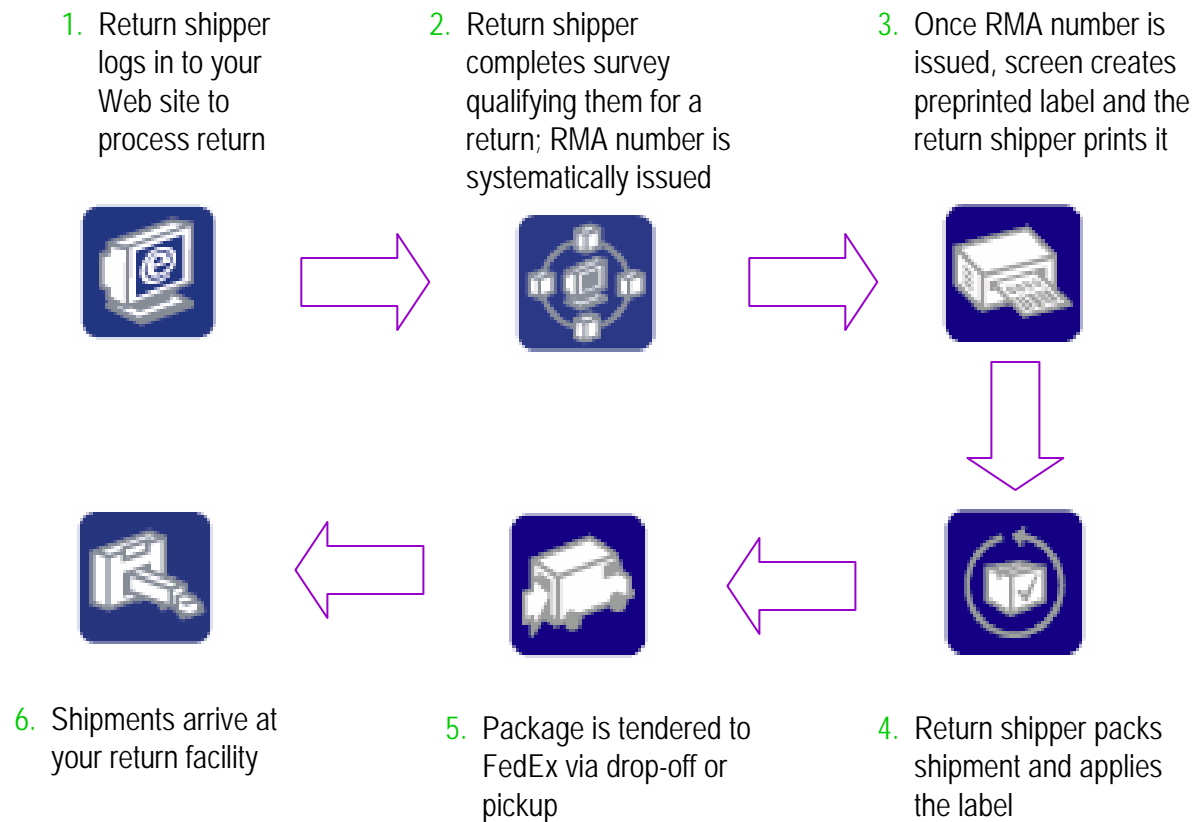 1. Return shipper
logs in to your
Web site to
process return
2. Return shipper
completes survey
qualifying them for a
return; RMA number is
systematically issued
3. Once RMA number is
issued, screen creates
preprinted label and the
return shipper prints it
e
6. Shipments arrive at
your return facility
5. Package is tendered to
FedEx via drop-off or
pickup
4. Return shipper packs
shipment and applies
the label